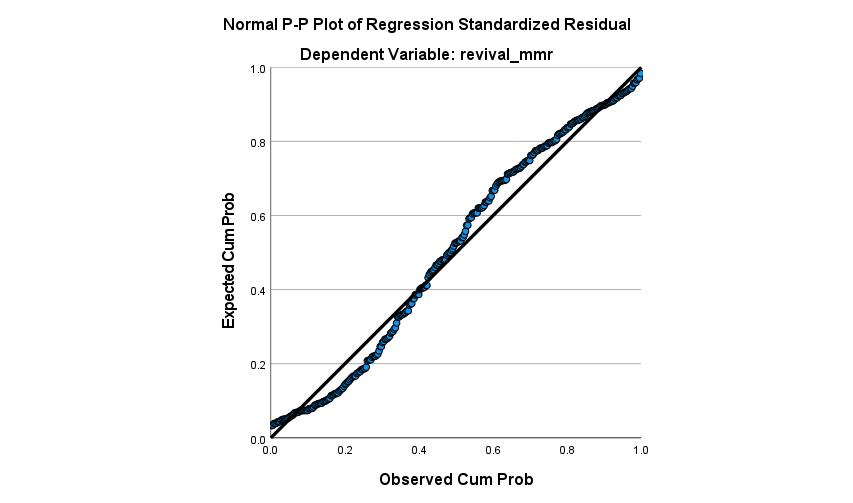 Normal P-P Plot of Regression Standardized Residual
Dependent Variable: revival_mmr
1.0
0.8
0.6
0.4
0.2
0.0
Expected Cum Prob
0.0 0.2 0.4 0.6 0.8 1.0
Observed Cum Prob